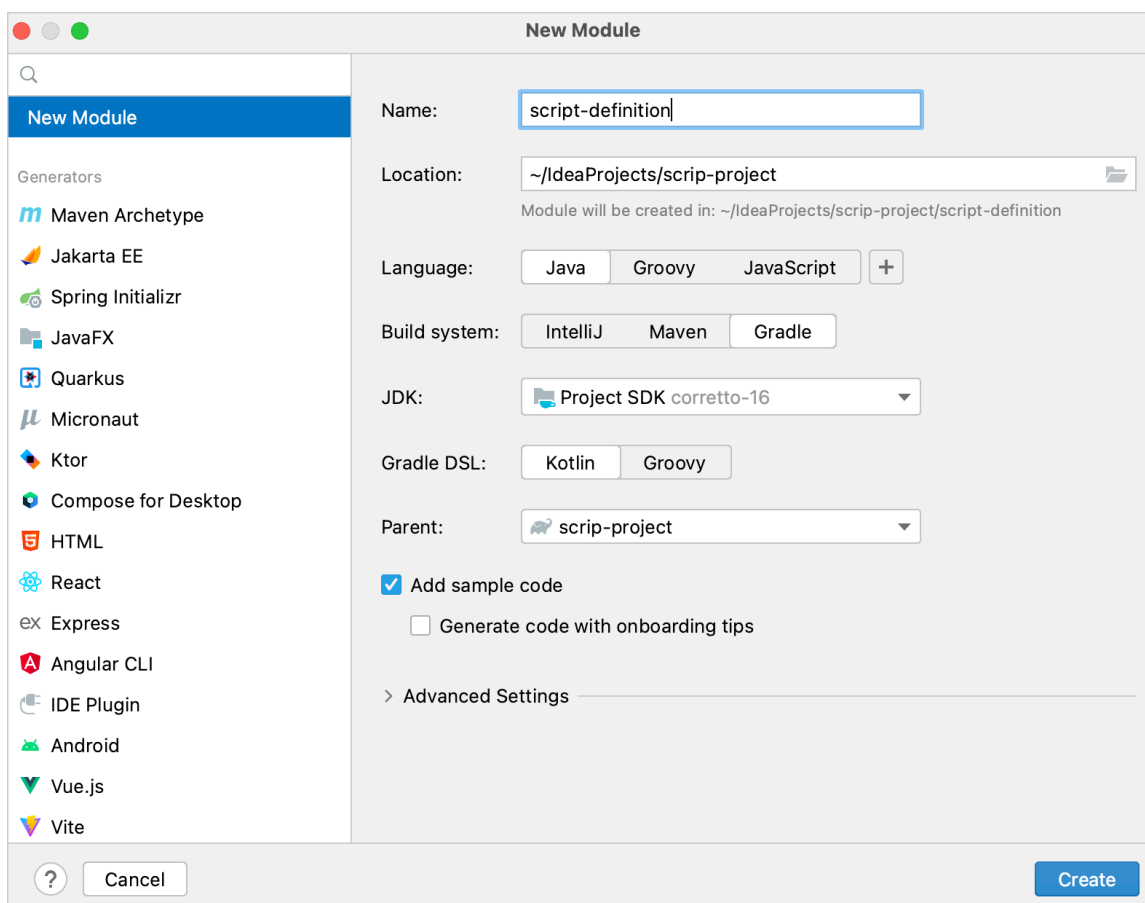 New Module
New Module
Generators
Maven Archetype
Jakarta EE
Spring Initializr
JavaFX
Quarkus
Micronaut
Ktor
Compose for Desktop
HTML
React
ex Express
Angular CLI
IDE Plugin
Android
Vue.js
Vite
Name: script-definition
Location: ~/IdeaProjects/scrip-project
Module will be created in: ~/IdeaProjects/scrip-project/script-definition
Language: Java Groovy JavaScript +
Build system: IntelliJ Maven Gradle
JDK: Project SDK corretto-16
Gradle DSL: Kotlin Groovy
Parent: scrip-project
Add sample code
Generate code with onboarding tips
Advanced Settings
? Cancel Create